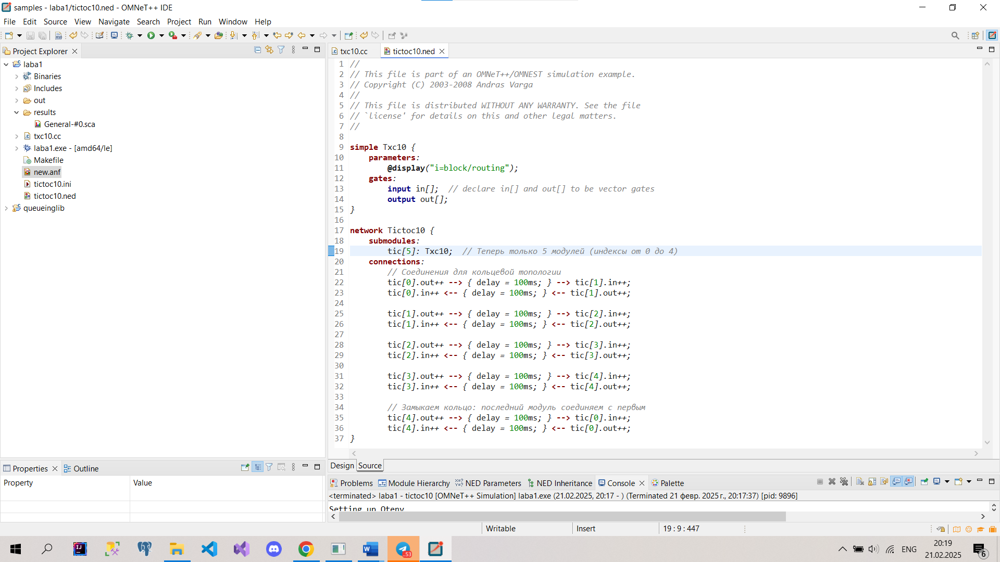 samples - laba1/tictoc10.ned - OMNeT++ IDE
File Edit Source View Navigate Search Project Run Window Help
Project Explorer
laba1
Binaries
Includes
out
results
General-#0.sca
txc10.cc
laba1.exe - [amd64/le]
Makefile
new.anf
tictoc10.ini
tictoc10.ned
queueinglib
txc10.cc tictoc10.ned
1 //
2 // This file is part of an OMNeT++/OMNEST simulation example.
3 // Copyright (C) 2003-2008 Andras Varga
4 //
5 // This file is distributed WITHOUT ANY WARRANTY. See the file
6 // `license' for details on this and other legal matters.
7 //
8
9 simple Txc10 {
10 parameters:
11 @display("i=block/routing");
12 gates:
13 input in[]; // declare in[] and out[] to be vector gates
14 output out[];
15 }
16
17 network Tictoc10 {
18 submodules:
19 tic[5]: Txc10; // Теперь только 5 модулей (индексы от 0 до 4)
20 connections:
21 // Соединения для кольцевой топологии
22 tic[0].out++ --> { delay = 100ms; } --> tic[1].in++;
23 tic[0].in++ <-- { delay = 100ms; } <-- tic[1].out++;
24
25 tic[1].out++ --> { delay = 100ms; } --> tic[2].in++;
26 tic[1].in++ <-- { delay = 100ms; } <-- tic[2].out++;
27
28 tic[2].out++ --> { delay = 100ms; } --> tic[3].in++;
29 tic[2].in++ <-- { delay = 100ms; } <-- tic[3].out++;
30
31 tic[3].out++ --> { delay = 100ms; } --> tic[4].in++;
32 tic[3].in++ <-- { delay = 100ms; } <-- tic[4].out++;
33
34 // Замыкаем кольцо: последний модуль соединяем с первым
35 tic[4].out++ --> { delay = 100ms; } --> tic[0].in++;
36 tic[4].in++ <-- { delay = 100ms; } <-- tic[0].out++;
37 }
Design Source
Properties Outline
Property Value
Problems Module Hierarchy NED Parameters NED Inheritance Console Palette
<terminated> laba1 - tictoc10 [OMNeT++ Simulation] laba1.exe (21.02.2025, 20:17 - ) (Terminated 21 февр. 2025 г., 20:17:37) [pid: 9896]
Setting up Qtenv
Writable Insert 19 : 9 : 447
ENG
20:19
21.02.2025
6
..53